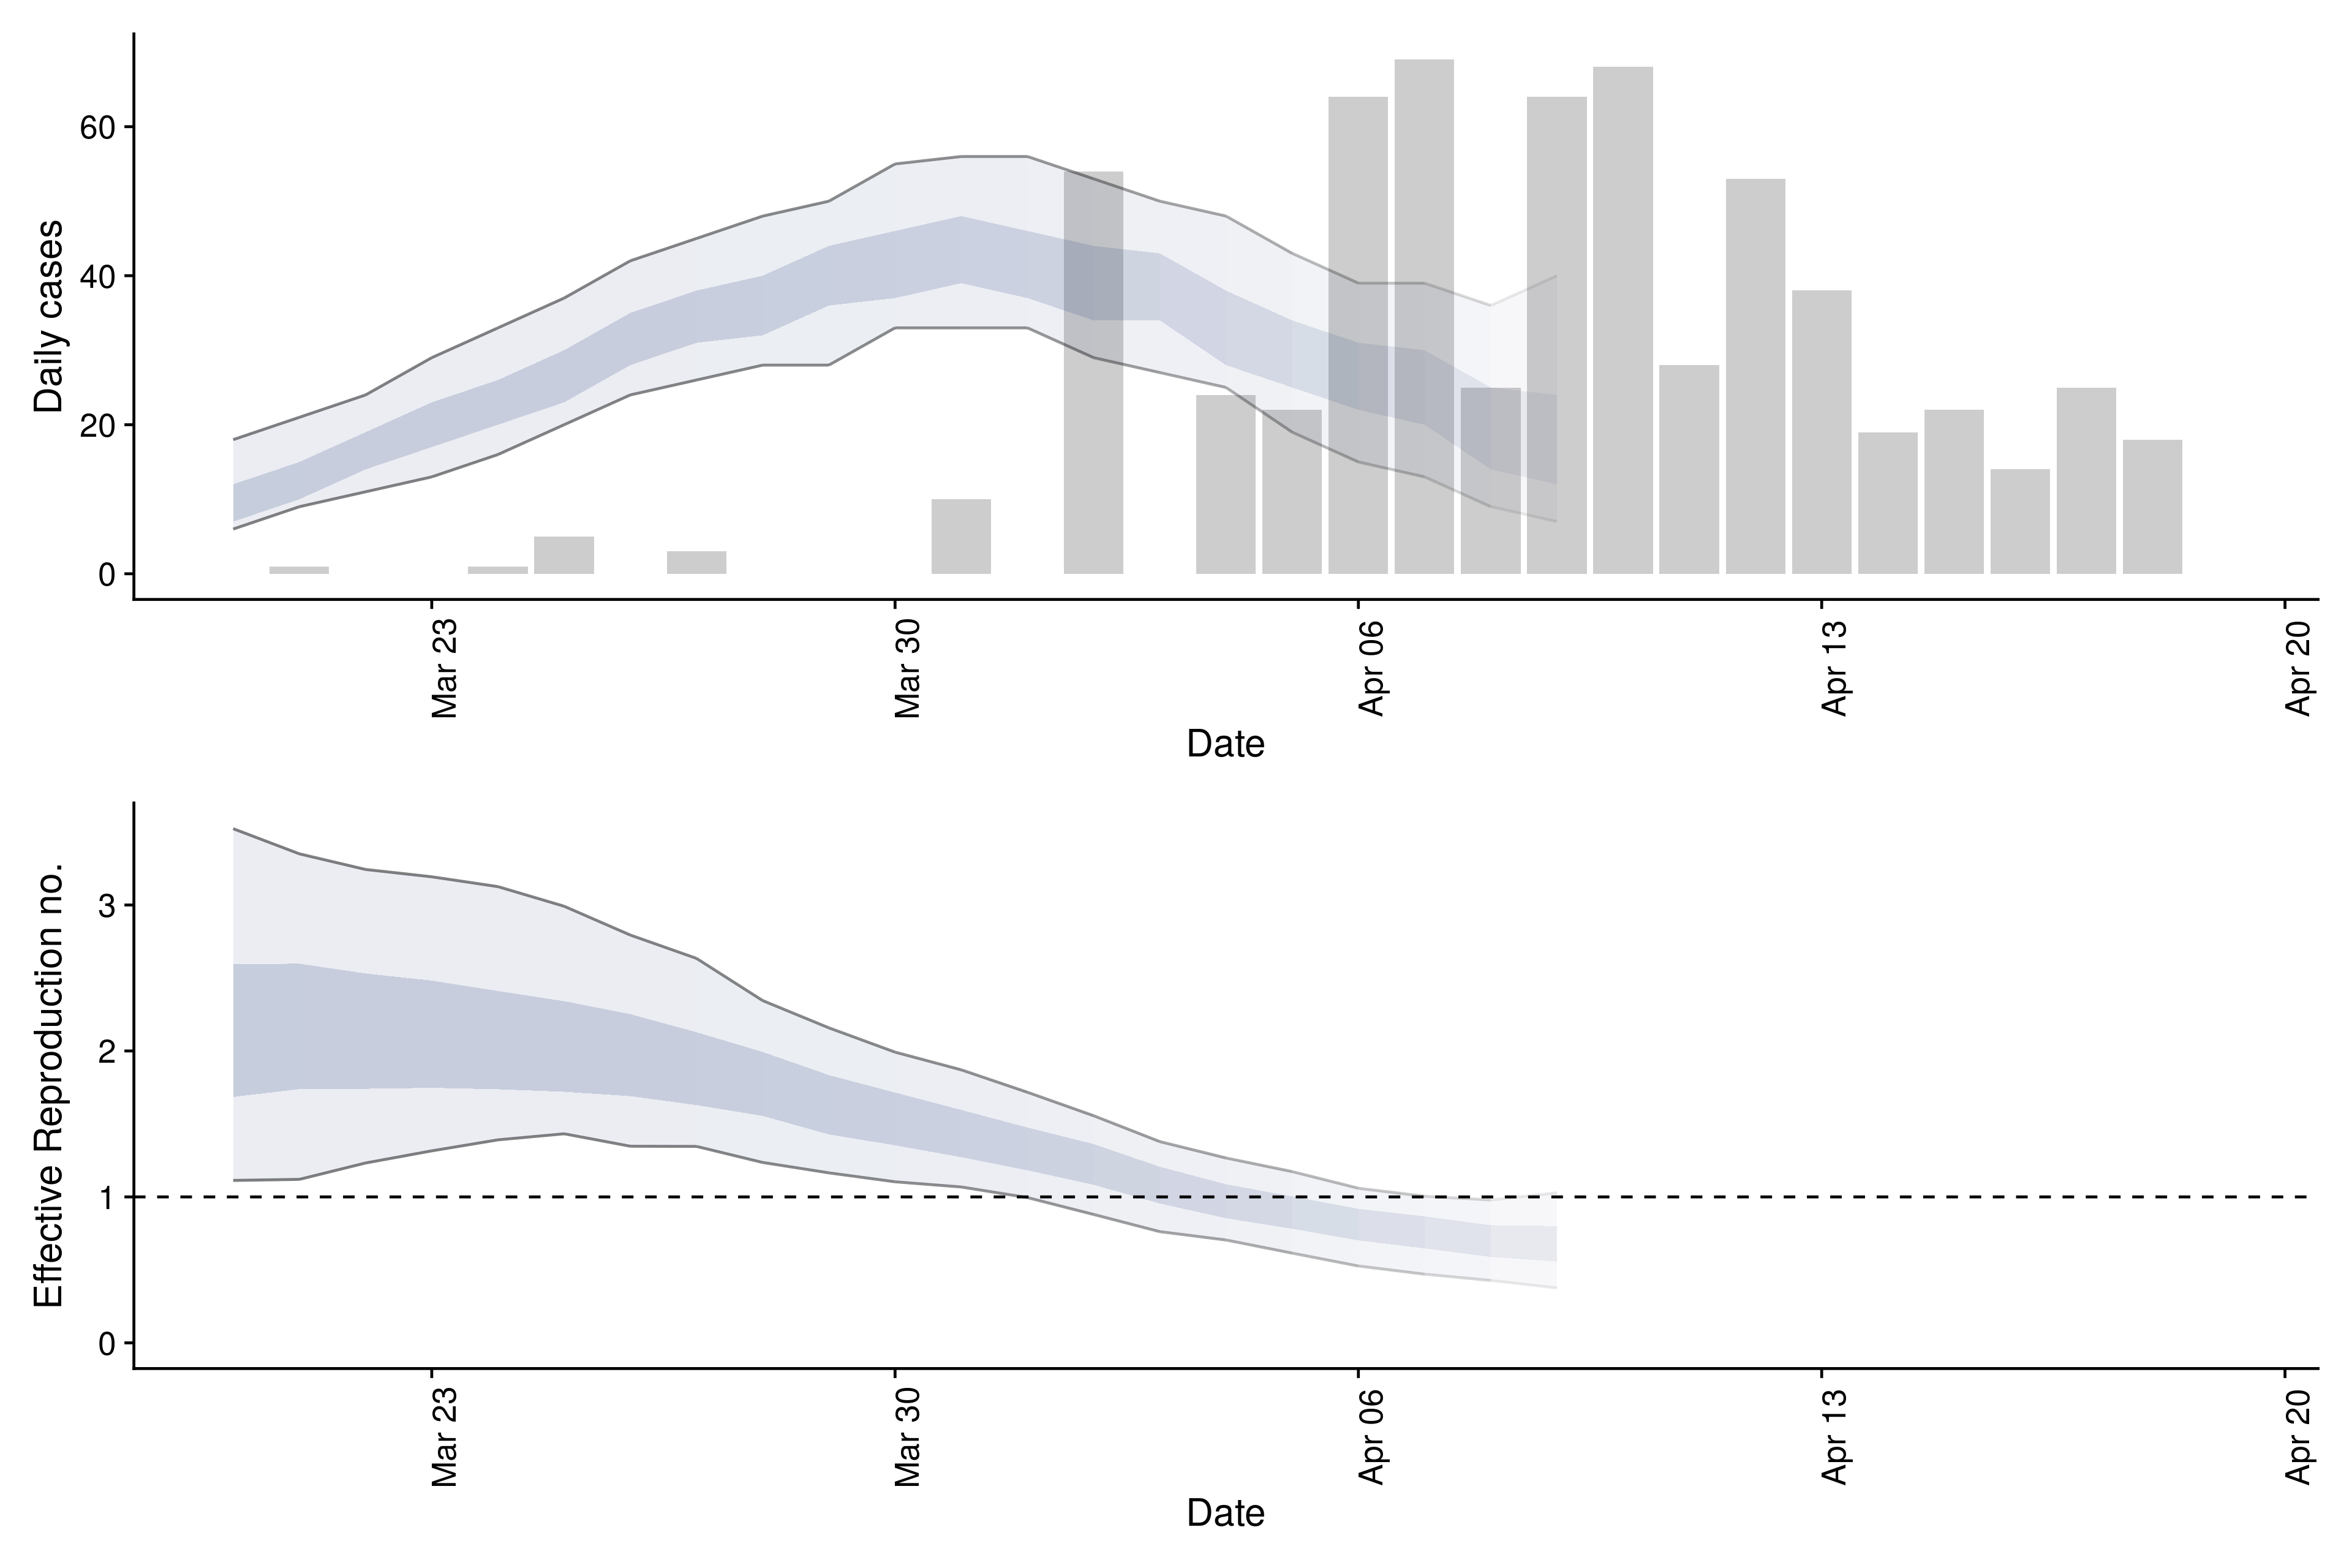 Daily cases
60
40
20
0
Mar 23
Mar 30
Apr 06
Apr 13
Apr 20
Date
Effective Reproduction no.
3
2
1
0
Mar 23
Mar 30
Apr 06
Apr 13
Apr 20
Date